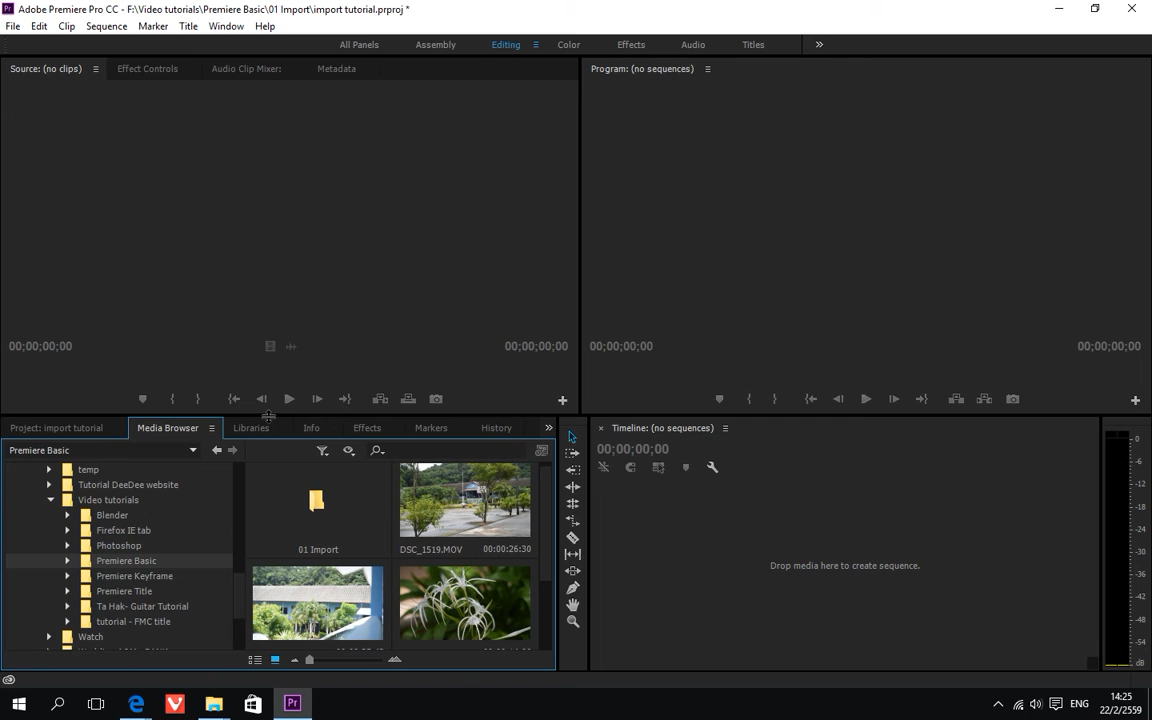 Adobe Premiere Pro CC - F:\Video tutorials\Premiere Basic\01 Import\import tutorial.prproj *
File Edit Clip Sequence Marker Title Window Help
All Panels Assembly Editing Color Effects Audio Titles
Source: (no clips) Effect Controls Audio Clip Mixer: Metadata
Program: (no sequences)
00;00;00;00 00;00;00;00
00;00;00;00 00;00;00;00
Project: import tutorial Media Browser Libraries Info Effects Markers History
Timeline: (no sequences)
00;00;00;00
Premiere Basic
temp
Tutorial DeeDee website
Video tutorials
Blender
Firefox IE tab
Photoshop
Premiere Basic
Premiere Keyframe
Premiere Title
Ta Hak- Guitar Tutorial
tutorial - FMC title
Watch
01 Import
DSC_1519.MOV 00:00:26:30
Drop media here to create sequence.
0
-6
-12
-18
-24
-30
-36
-42
-48
-54
dB
Pr
ENG
14:25
22/2/2559